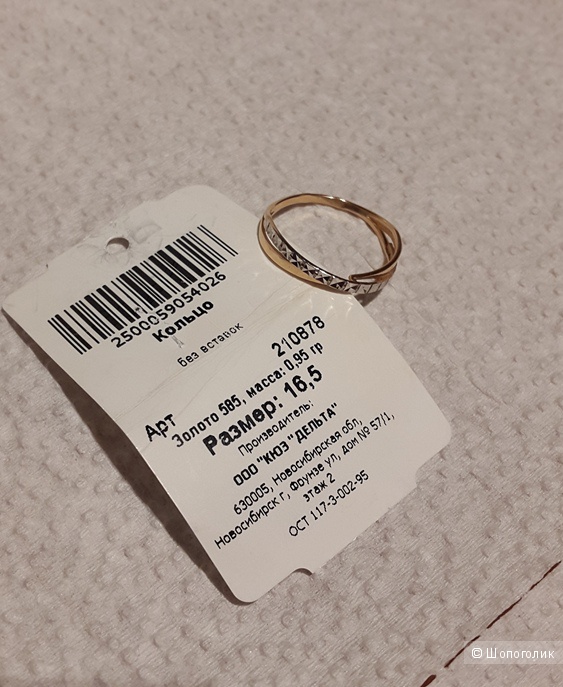 2500059054026
Кольцо
без вставок
Арт 210878
Золото 585, масса: 0,95 гр
Размер: 16,5
Производитель:
ООО "КЮЗ "ДЕЛЬТА"
630005, Новосибирская обл,
Новосибирск г, Фрунзе ул, дом № 57/1,
этаж 2
ОСТ 117-3-002-95
© Шопоголик